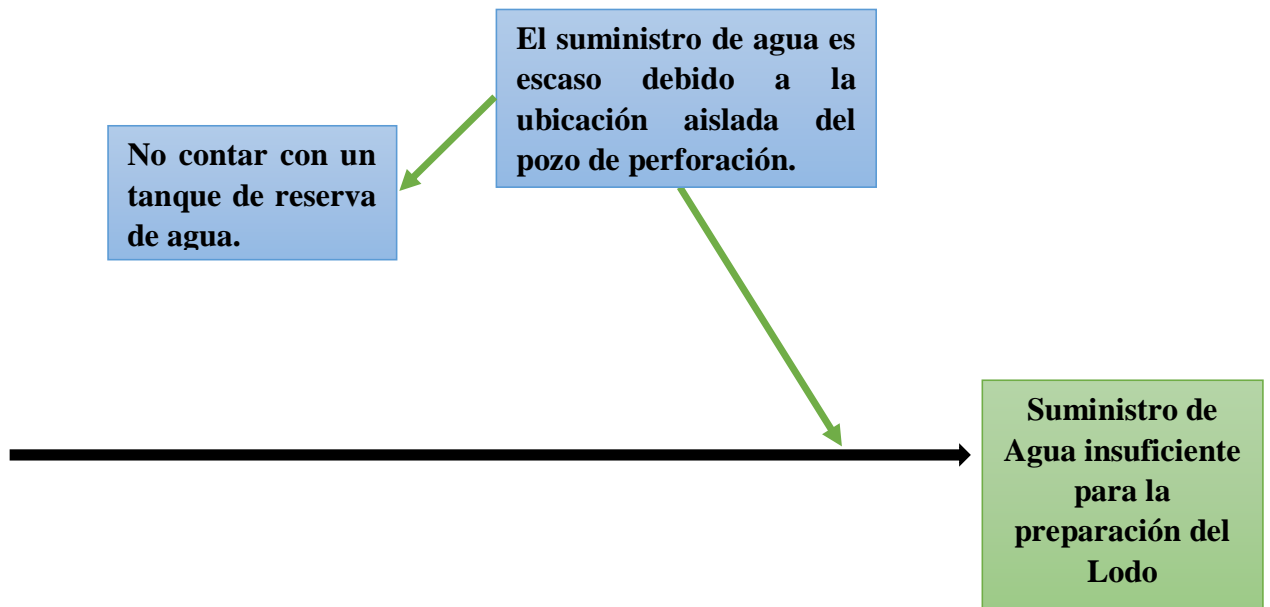 El suministro de agua es
escaso debido a la
ubicación aislada del
pozo de perforación.
No contar con un
tanque de reserva
de agua.
Suministro de
Agua insuficiente
para la
preparación del
Lodo